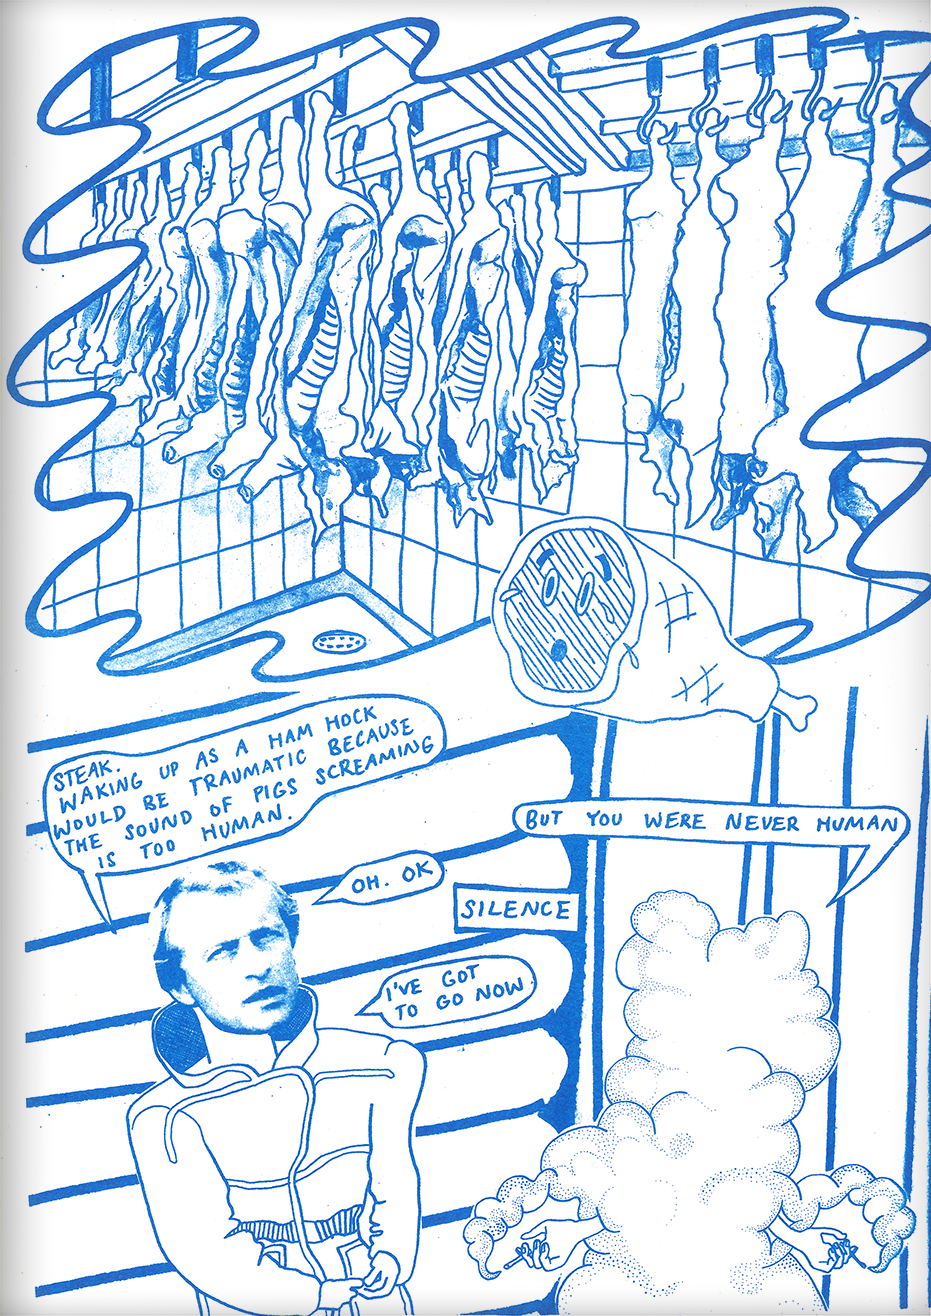 STEAK.
WAKING UP AS A HAM HOCK
WOULD BE TRAUMATIC BECAUSE
THE SOUND OF PIGS SCREAMING
IS TOO HUMAN.
BUT YOU WERE NEVER HUMAN
OH. OK
SILENCE
I'VE GOT
TO GO NOW.